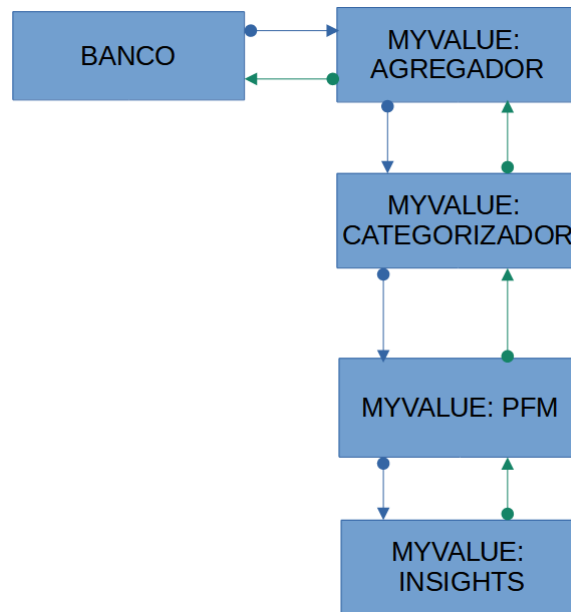 BANCO
MYVALUE:
AGREGADOR
MYVALUE:
CATEGORIZADOR
MYVALUE: PFM
MYVALUE:
INSIGHTS